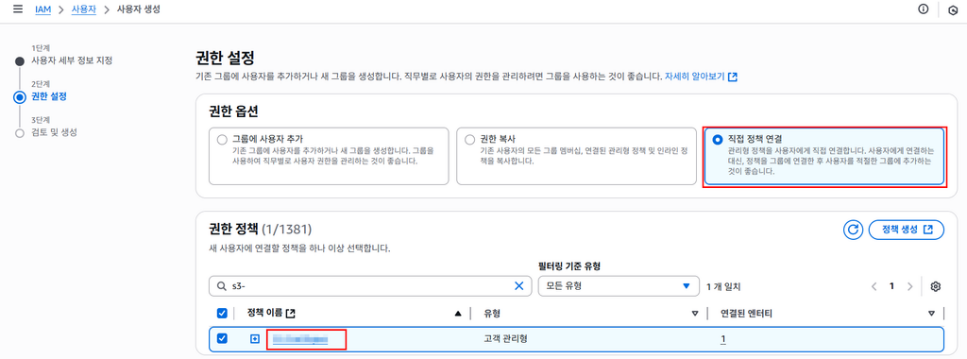 IAM > 사용자 > 사용자 생성
1단계
사용자 세부 정보 지정
2단계
권한 설정
3단계
검토 및 생성
권한 설정
기존 그룹에 사용자를 추가하거나 새 그룹을 생성합니다. 직무별로 사용자의 권한을 관리하려면 그룹을 사용하는 것이 좋습니다. 자세히 알아보기
권한 옵션
그룹에 사용자 추가
기존 그룹에 사용자를 추가하거나 새 그룹을 생성합니다. 그룹을
사용하여 직무별로 사용자 권한을 관리하는 것이 좋습니다.
권한 복사
기존 사용자의 모든 그룹 멤버십, 연결된 관리형 정책 및 인라인 정
책을 복사합니다.
직접 정책 연결
관리형 정책을 사용자에게 직접 연결합니다. 사용자에게 연결하는
대신, 정책을 그룹에 연결한 후 사용자를 적절한 그룹에 추가하는
것이 좋습니다.
권한 정책 (1/1381)
정책 생성
새 사용자에 연결할 정책을 하나 이상 선택합니다.
필터링 기준 유형
s3-
모든 유형
1 개 일치
1
정책 이름
유형
연결된 엔터티
고객 관리형
1